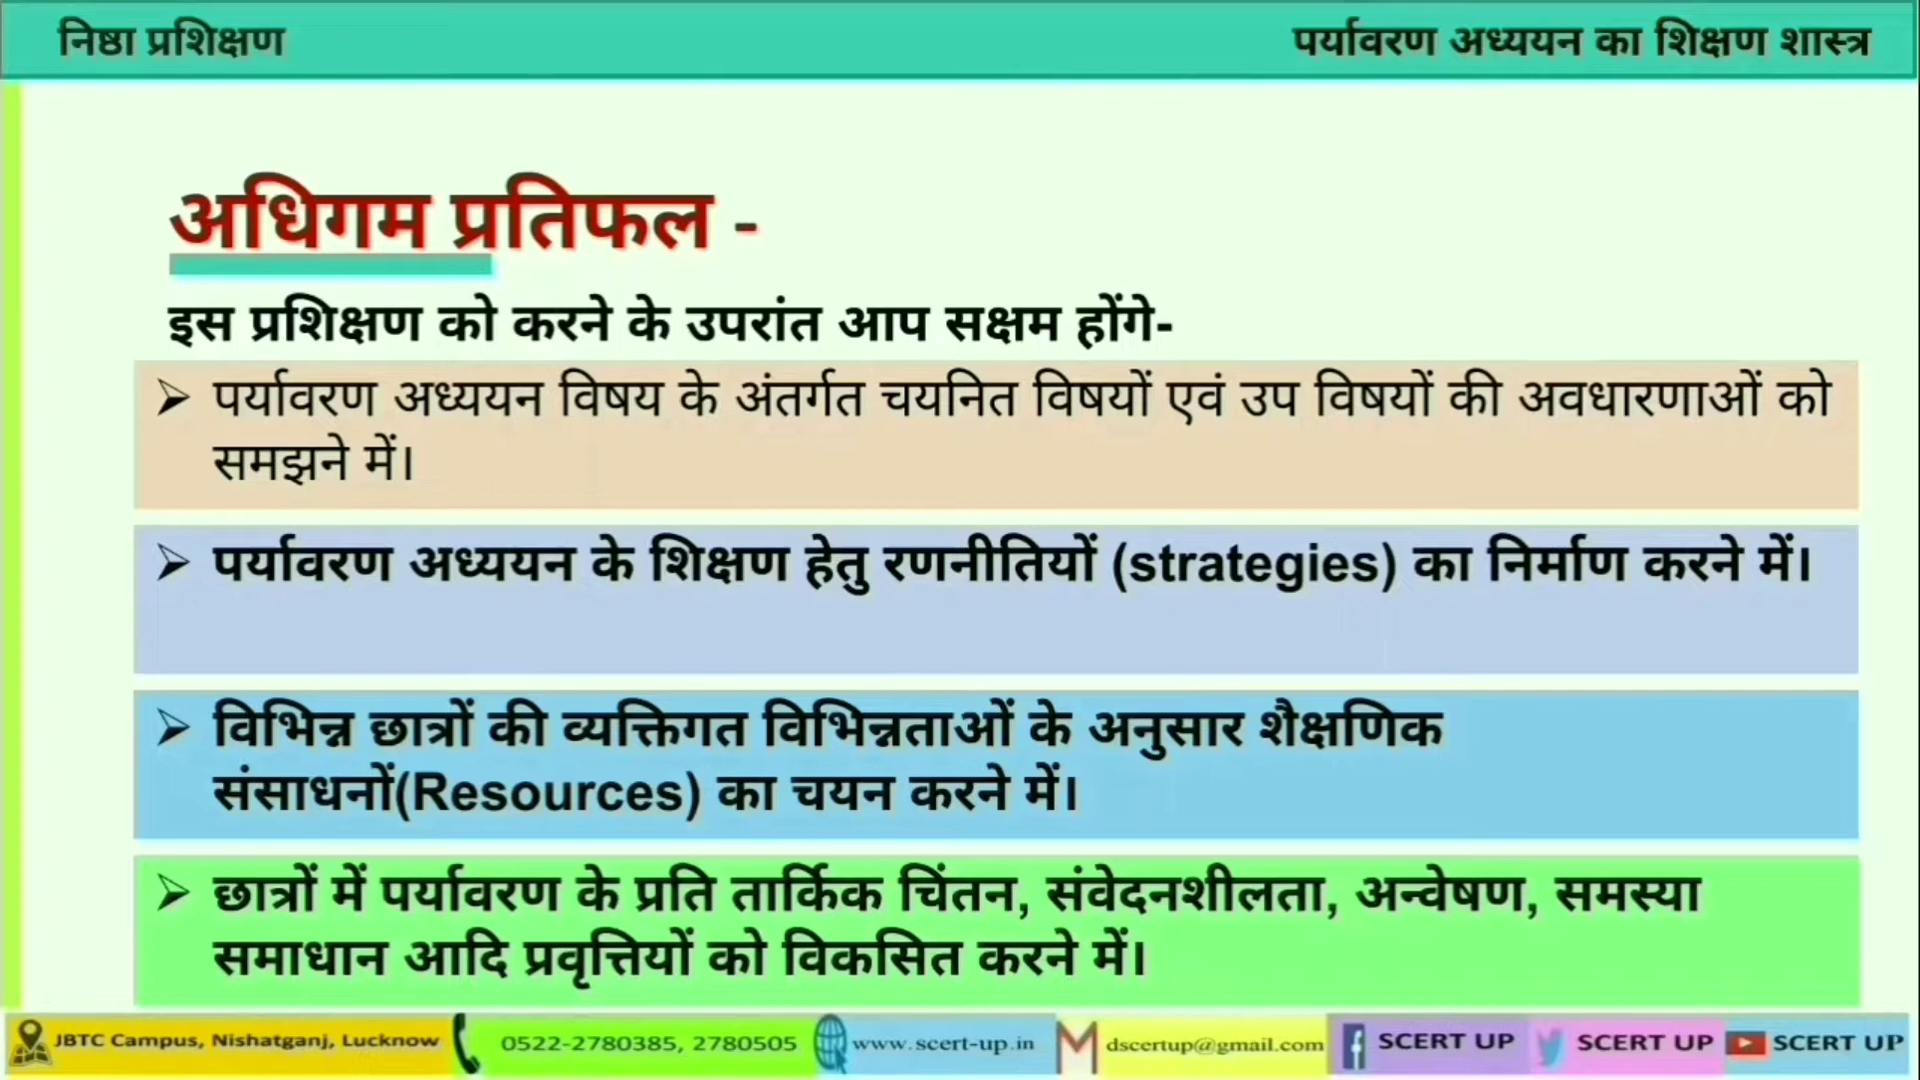 निष्ठा प्रशिक्षण
पर्यावरण अध्ययन का शिक्षण शास्त्र
अधिगम प्रतिफल -
इस प्रशिक्षण को करने के उपरांत आप सक्षम होंगे-
➢ पर्यावरण अध्ययन विषय के अंतर्गत चयनित विषयों एवं उप विषयों की अवधारणाओं को
समझने में।
➢ पर्यावरण अध्ययन के शिक्षण हेतु रणनीतियों (strategies) का निर्माण करने में।
➢ विभिन्न छात्रों की व्यक्तिगत विभिन्नताओं के अनुसार शैक्षणिक
संसाधनों(Resources) का चयन करने में।
➢ छात्रों में पर्यावरण के प्रति तार्किक चिंतन, संवेदनशीलता, अन्वेषण, समस्या
समाधान आदि प्रवृत्तियों को विकसित करने में।
JBTC Campus, Nishatganj, Lucknow
0522-2780385, 2780505
www.scert-up.in
dscertup@gmail.com
SCERT UP
SCERT UP
SCERT UP